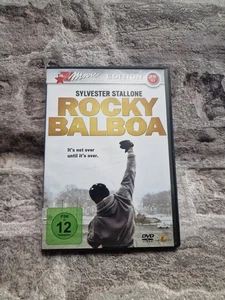 Movie EDITION
SYLVESTER STALLONE
ROCKY
BALBOA
It's not over
until it's over.
FSK
12
DVD